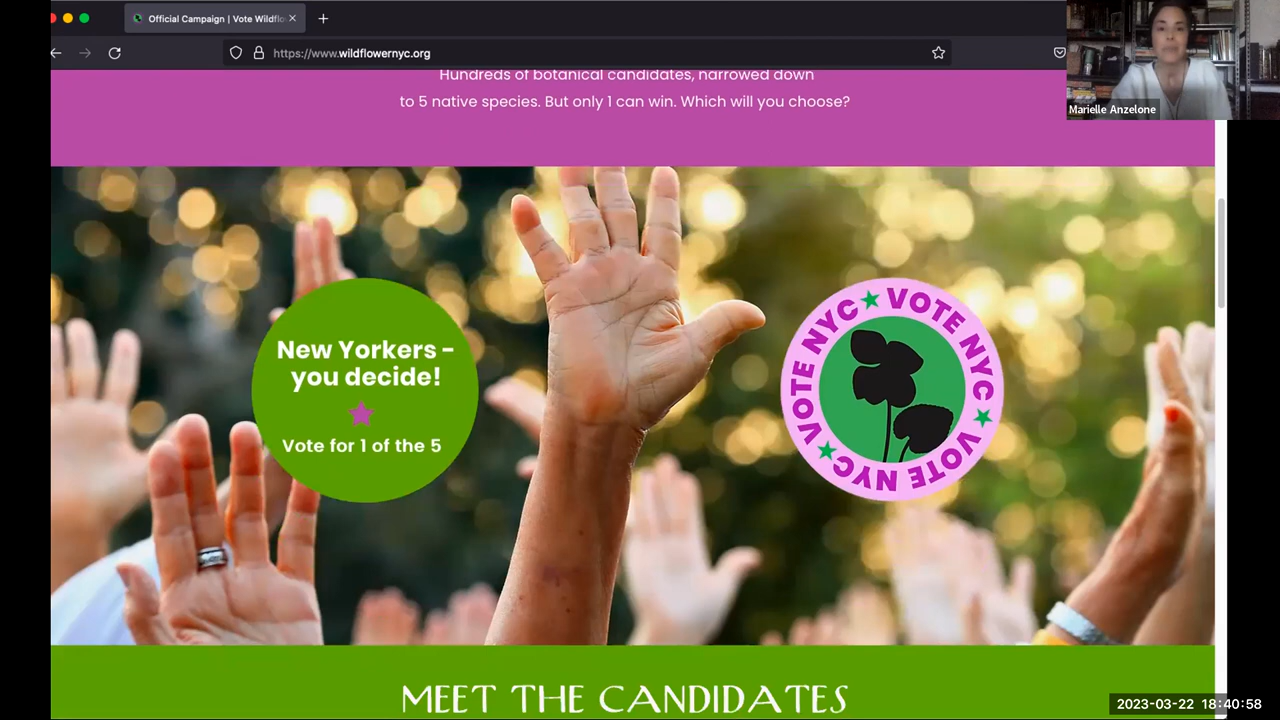 Official Campaign | Vote Wildflo
https://www.wildflowernyc.org
Hundreds of botanical candidates, narrowed down
to 5 native species. But only 1 can win. Which will you choose?
Marielle Anzelone
New Yorkers -
you decide!
Vote for 1 of the 5
VOTE NYC ★ VOTE NYC ★ VOTE NYC ★
MEET THE CANDIDATES
2023-03-22 18:40:58